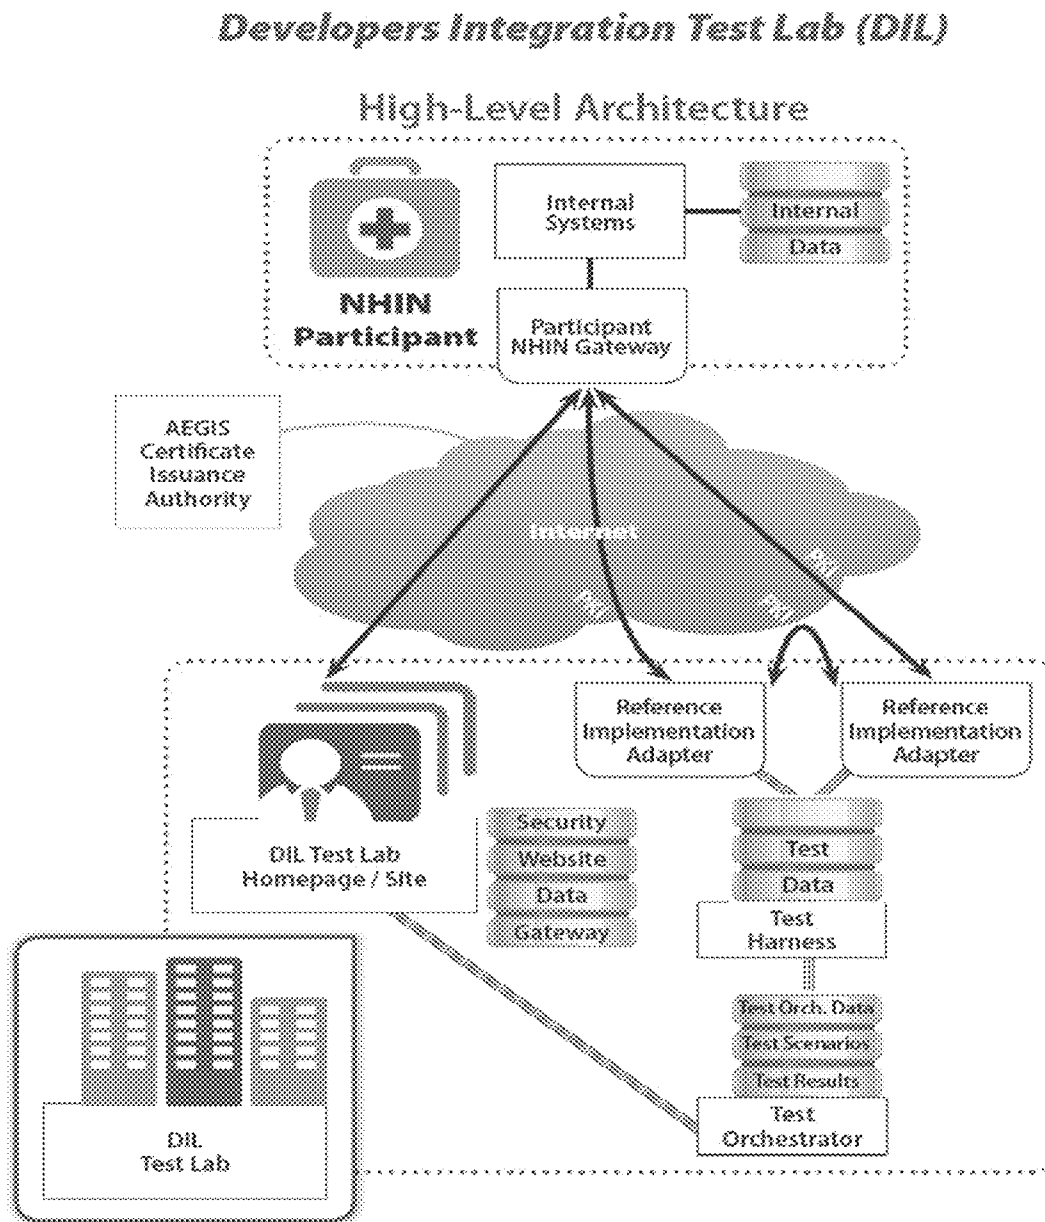 Developers Integration Test Lab (DIL)
High-Level Architecture
Internal
Systems
Internal
Data
NHIN
Participant
Participant
NHIN Gateway
AEGIS
Certificate
Issuance
Authority
Internet
Reference
Implementation
Adapter
Reference
Implementation
Adapter
DIL Test Lab
Homepage / Site
Security
Website
Data
Gateway
Test
Data
Test
Harness
Test Orch. Data
Test Scenarios
Test Results
Test
Orchestrator
DIL
Test Lab